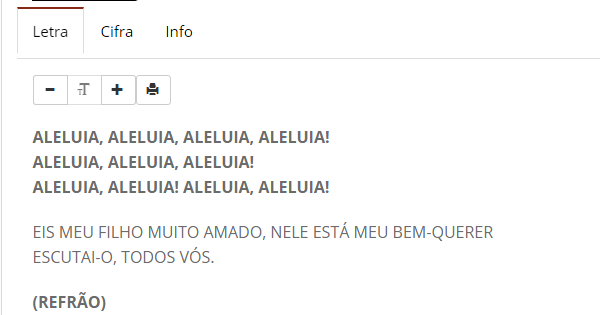 Letra Cifra Info
- T +
ALELUIA, ALELUIA, ALELUIA, ALELUIA!
ALELUIA, ALELUIA, ALELUIA!
ALELUIA, ALELUIA! ALELUIA, ALELUIA!
EIS MEU FILHO MUITO AMADO, NELE ESTÁ MEU BEM-QUERER
ESCUTAI-O, TODOS VÓS.
(REFRÃO)